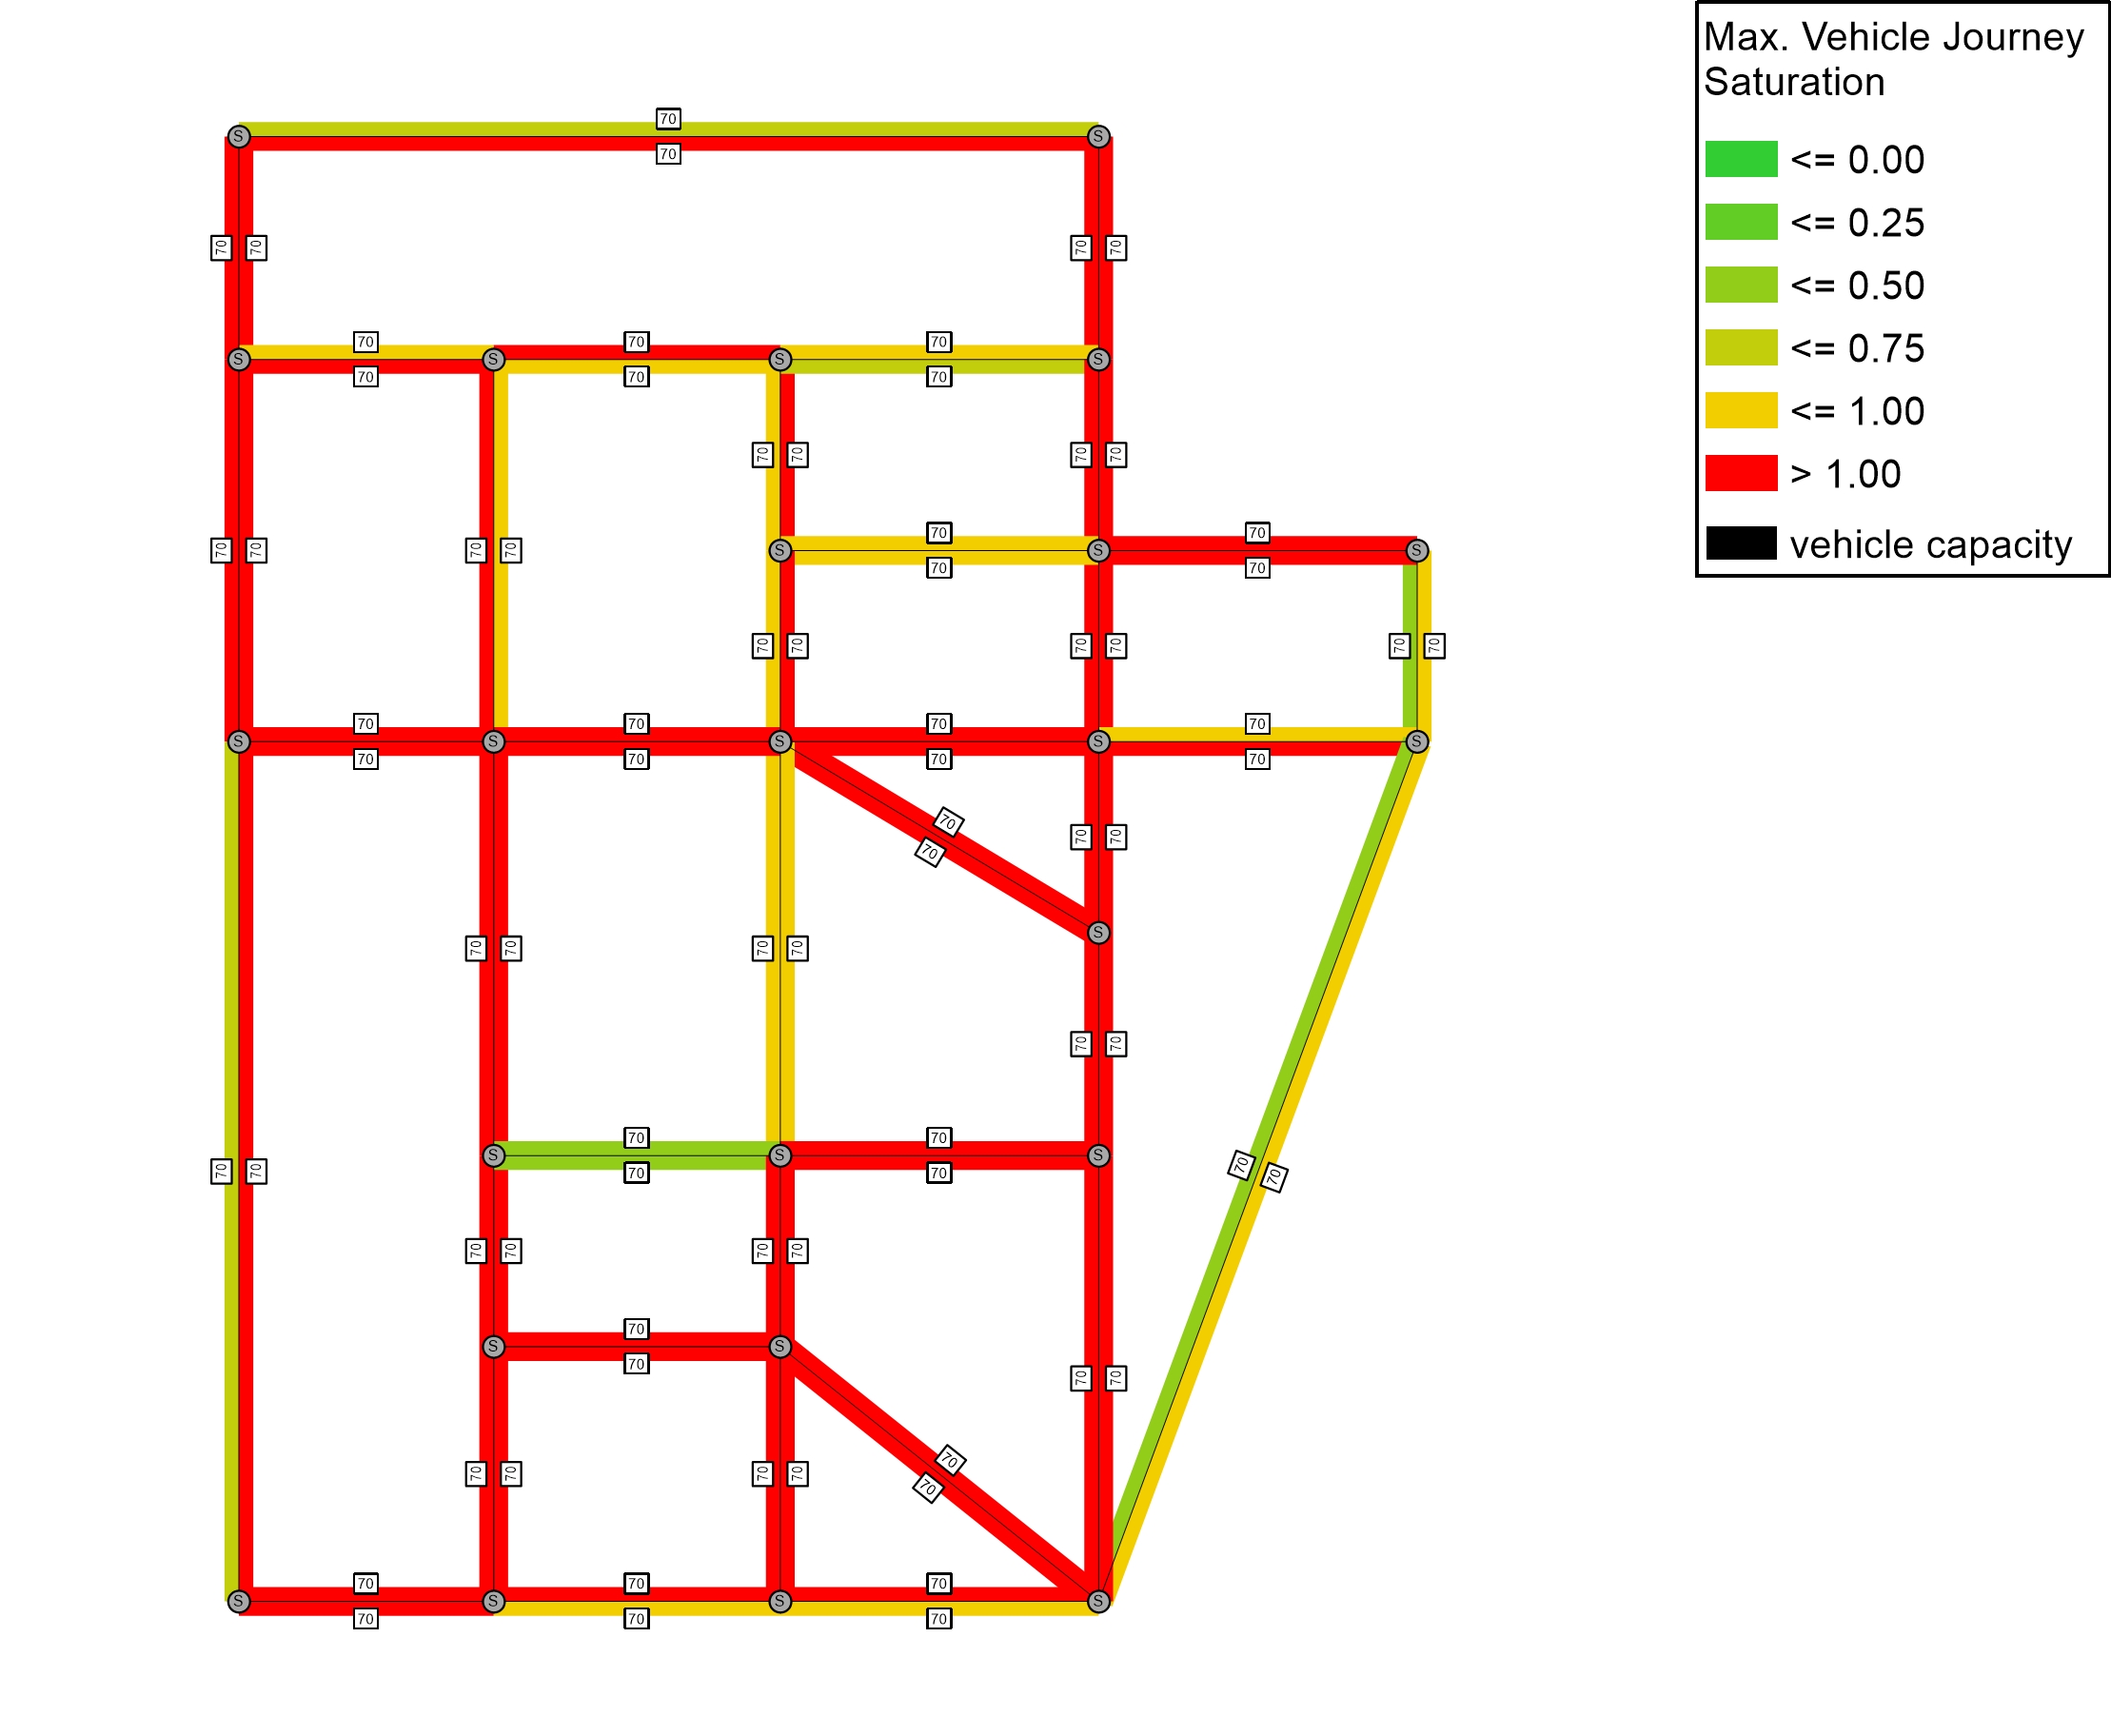 Max. Vehicle Journey
Saturation
<= 0.00
<= 0.25
<= 0.50
<= 0.75
<= 1.00
> 1.00
vehicle capacity
70
S S
70
70 70 70 70
70 70 70
S S S S
70 70 70
70 70 70 70
70 70
70 70 70 70 S S S
70 70
70 70 70 70 70 70
70 70 70 70
S S S S S
70 70 70 70
70
70 70
70
S
70 70 70 70
70 70
70 70
S S S
70 70 70 70 70 70
70 70 70 70
70
S S
70
70 70
70
70 70 70 70
70
70 70 70
S S S S
70 70 70